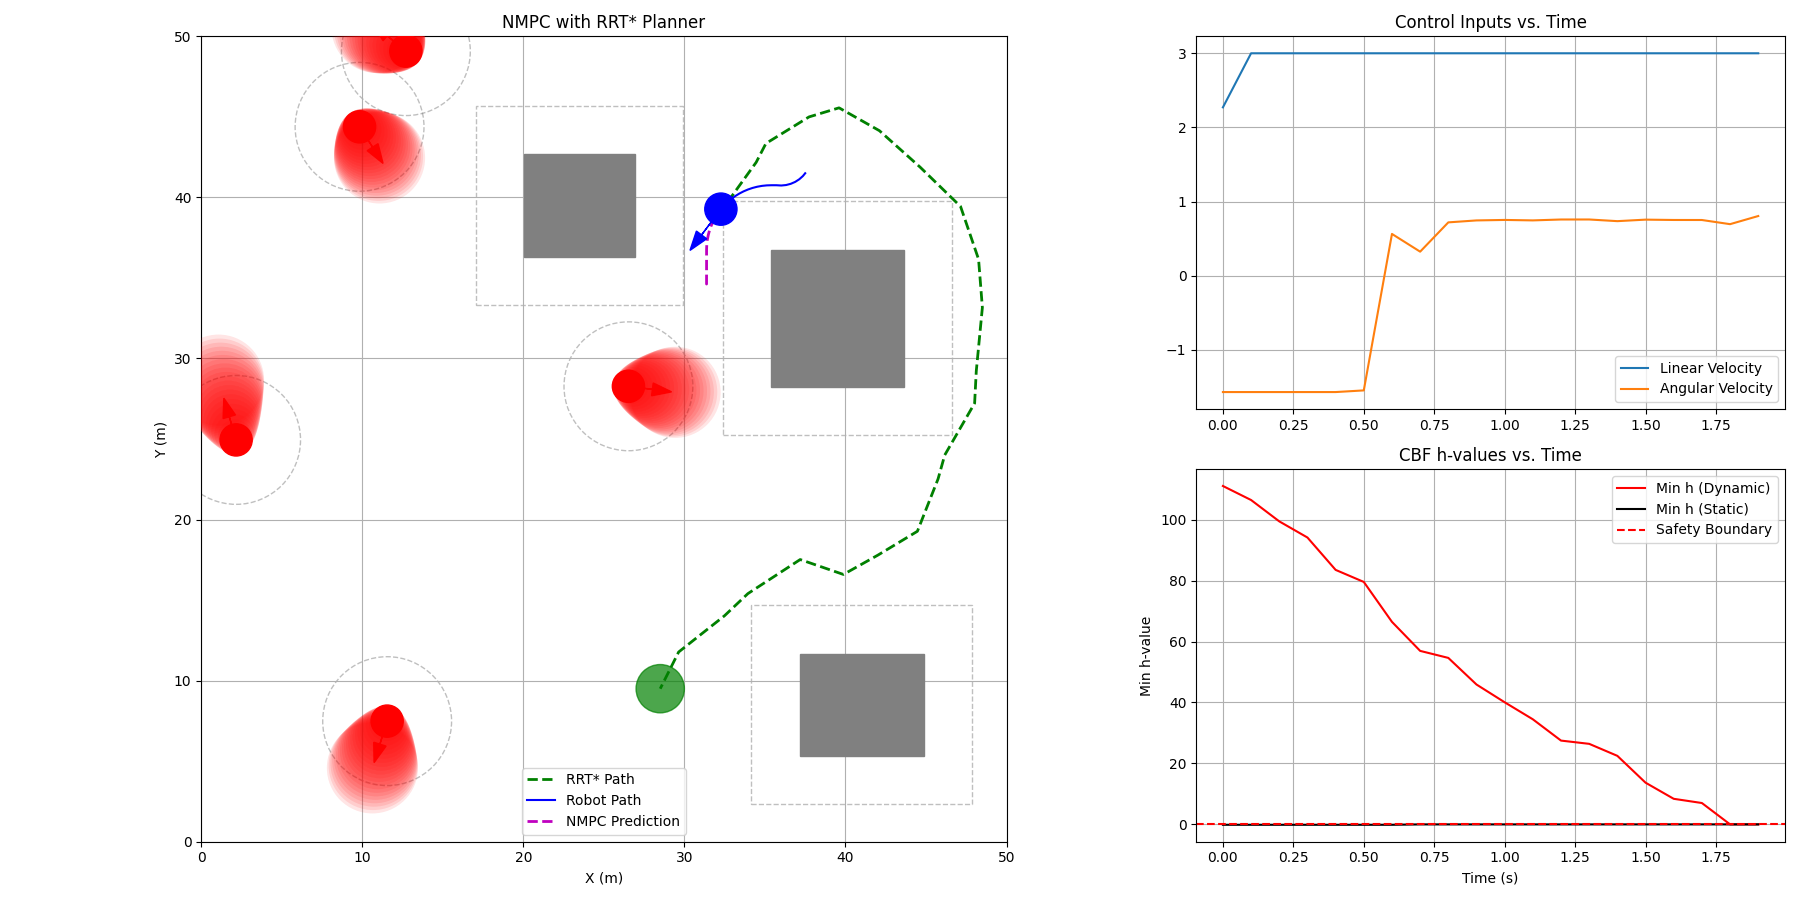 NMPC with RRT* Planner
50
40
30
20
10
0
Y (m)
0 10 20 30 40 50
X (m)
RRT* Path
Robot Path
NMPC Prediction
Control Inputs vs. Time
3
2
1
0
−1
Linear Velocity
Angular Velocity
0.00 0.25 0.50 0.75 1.00 1.25 1.50 1.75
CBF h-values vs. Time
Min h (Dynamic)
Min h (Static)
Safety Boundary
100
80
60
40
20
0
Min h-value
0.00 0.25 0.50 0.75 1.00 1.25 1.50 1.75
Time (s)